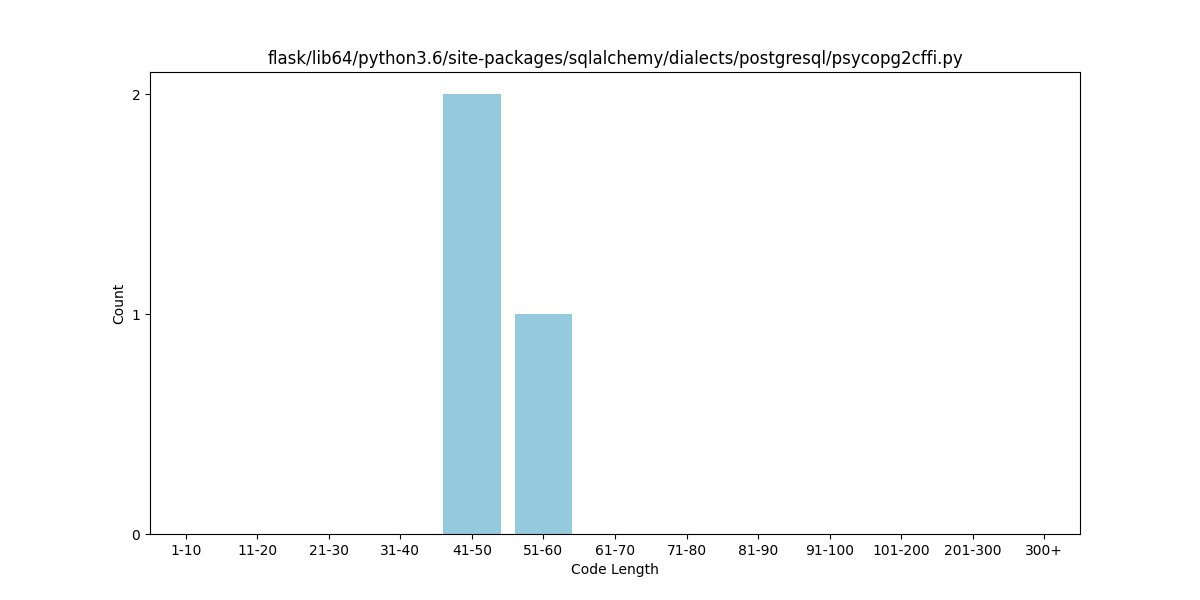 flask/lib64/python3.6/site-packages/sqlalchemy/dialects/postgresql/psycopg2cffi.py
2
1
0
Count
1-10 11-20 21-30 31-40 41-50 51-60 61-70 71-80 81-90 91-100 101-200 201-300 300+
Code Length